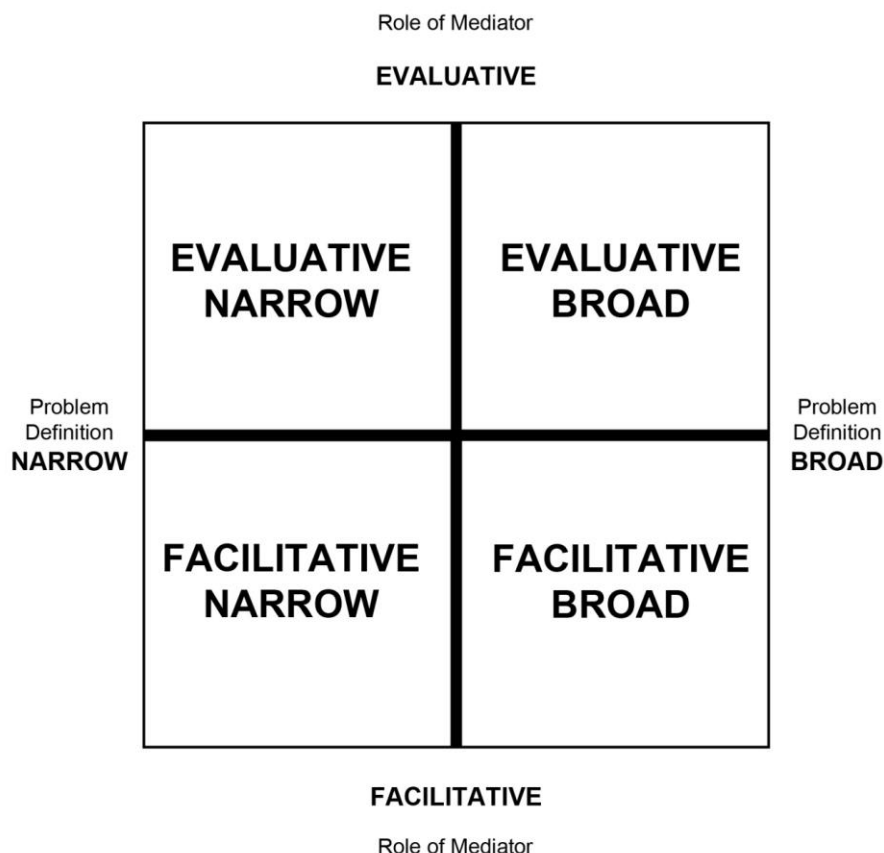 Role of Mediator
EVALUATIVE
EVALUATIVE
NARROW
EVALUATIVE
BROAD
Problem
Definition
NARROW
Problem
Definition
BROAD
FACILITATIVE
NARROW
FACILITATIVE
BROAD
FACILITATIVE
Role of Mediator